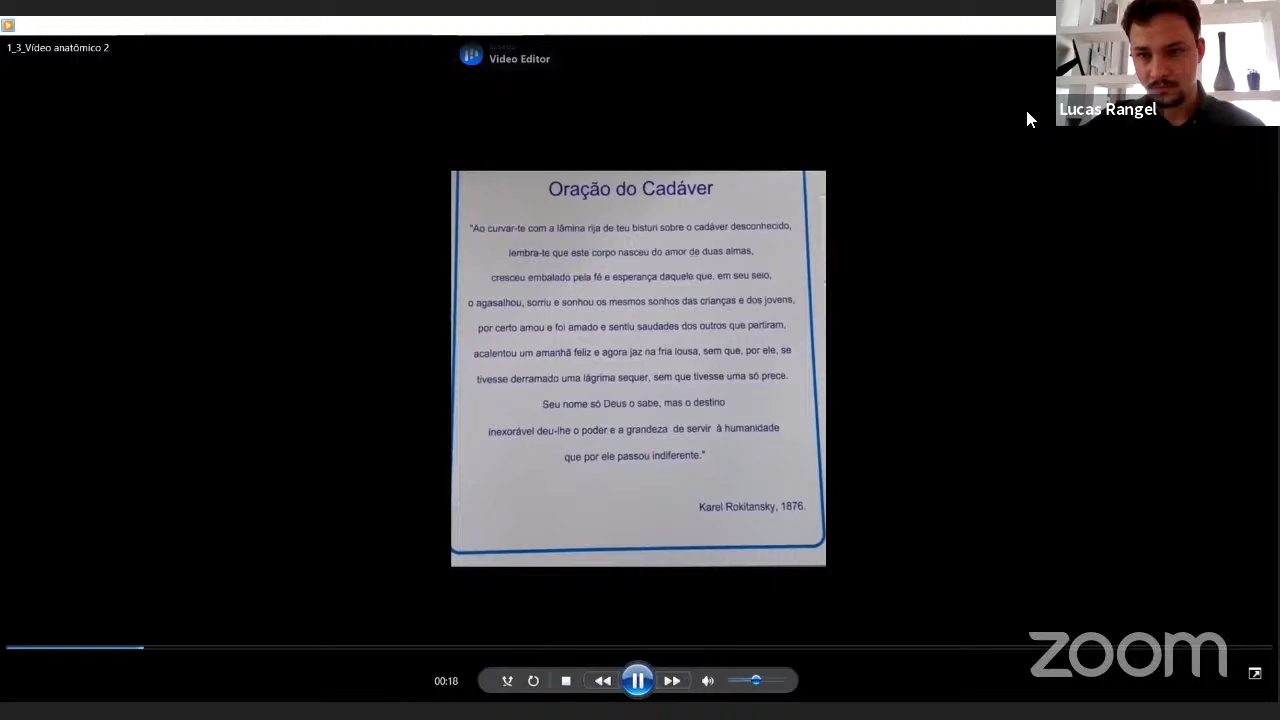 1_3_Vídeo anatômico 2
Video Editor
Lucas Rangel
Oração do Cadáver
"Ao curvar-te com a lâmina rija de teu bisturi sobre o cadáver desconhecido,
lembra-te que este corpo nasceu do amor de duas almas,
cresceu embalado pela fé e esperança daquele que, em seu seio,
o agasalhou, sorriu e sonhou os mesmos sonhos das crianças e dos jovens,
por certo amou e foi amado e sentiu saudades dos outros que partiram,
acalentou um amanhã feliz e agora jaz na fria lousa, sem que, por ele, se
tivesse derramado uma lágrima sequer, sem que tivesse uma só prece.
Seu nome só Deus o sabe, mas o destino
inexorável deu-lhe o poder e a grandeza de servir à humanidade
que por ele passou indiferente."
Karel Rokitansky, 1876.
00:18
zoom